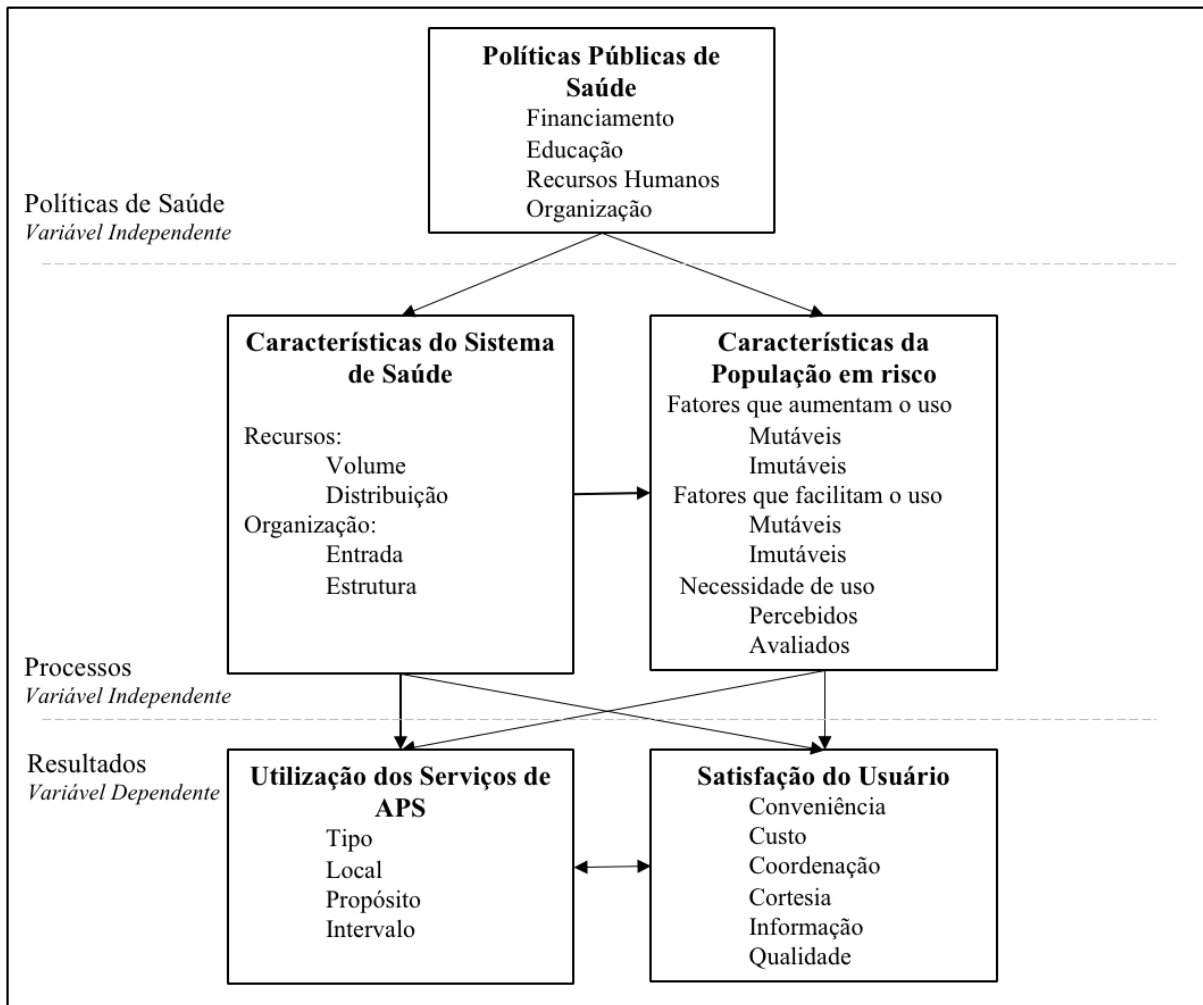 Políticas Públicas de
Saúde
Financiamento
Educação
Recursos Humanos
Organização
Políticas de Saúde
Variável Independente
Características do Sistema
de Saúde
Recursos:
Volume
Distribuição
Organização:
Entrada
Estrutura
Características da
População em risco
Fatores que aumentam o uso
Mutáveis
Imutáveis
Fatores que facilitam o uso
Mutáveis
Imutáveis
Necessidade de uso
Percebidos
Avaliados
Processos
Variável Independente
Resultados
Variável Dependente
Utilização dos Serviços de
APS
Tipo
Local
Propósito
Intervalo
Satisfação do Usuário
Conveniência
Custo
Coordenação
Cortesia
Informação
Qualidade